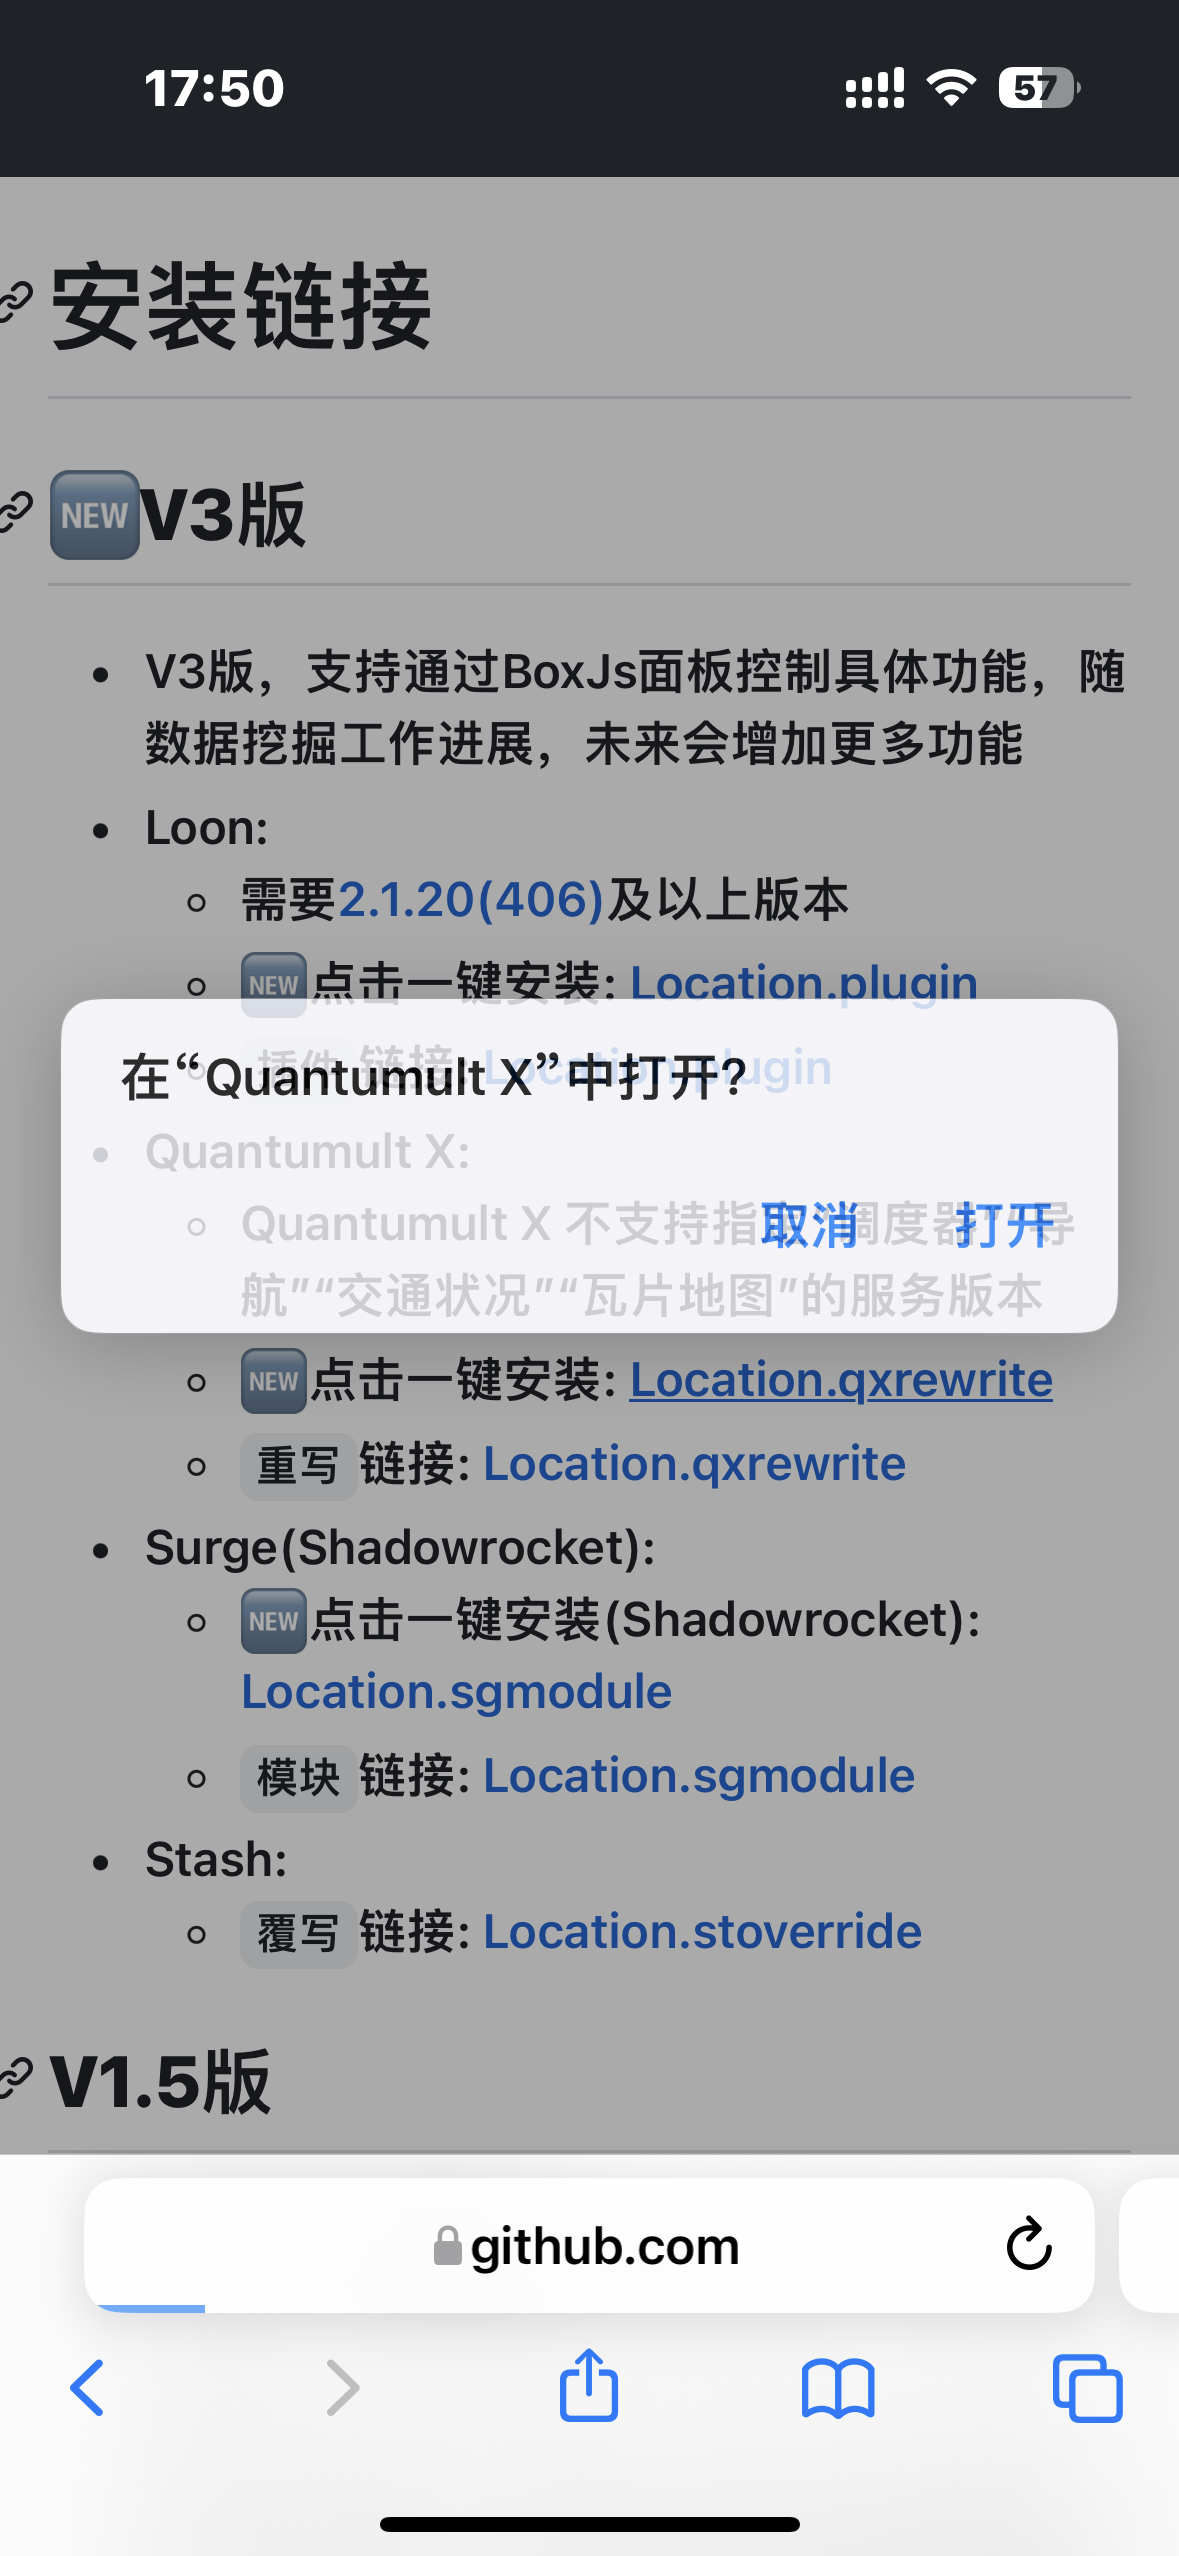 17:50
57
安装链接
NEW V3版
V3版，支持通过BoxJs面板控制具体功能，随
数据挖掘工作进展，未来会增加更多功能
Loon:
需要2.1.20(406)及以上版本
NEW 点击一键安装: Location.plugin
插件 链接: Location.plugin
在“Quantumult X”中打开?
Quantumult X:
Quantumult X 不支持指定“调度器”“导
取消 打开
航”“交通状况”“瓦片地图”的服务版本
NEW 点击一键安装: Location.qxrewrite
重写 链接: Location.qxrewrite
Surge(Shadowrocket):
NEW 点击一键安装(Shadowrocket):
Location.sgmodule
模块 链接: Location.sgmodule
Stash:
覆写 链接: Location.stoverride
V1.5版
github.com